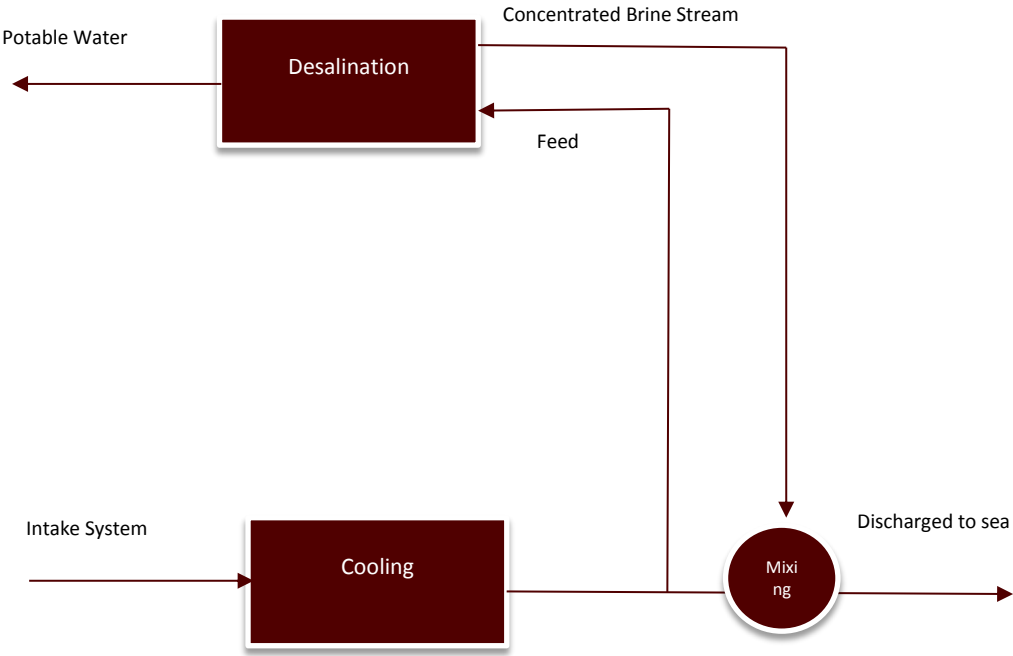 Concentrated Brine Stream
Potable Water
Desalination
Feed
Intake System
Cooling
Discharged to sea
Mixi
ng